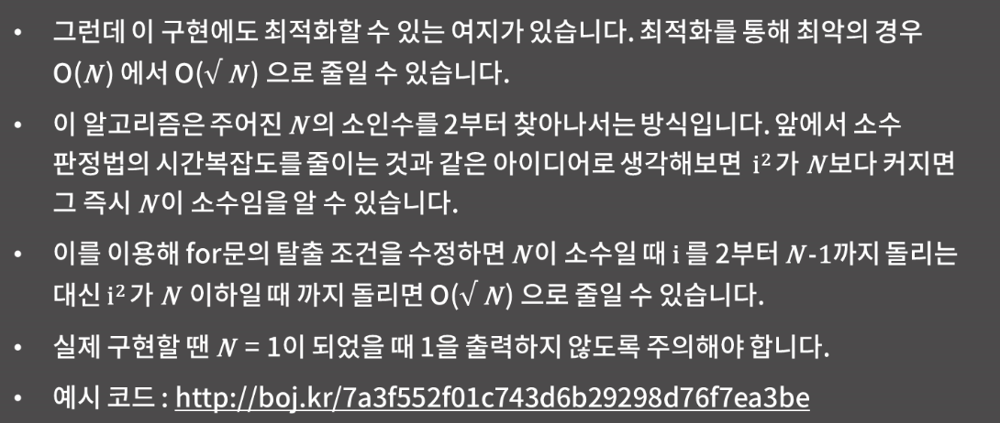 • 그런데 이 구현에도 최적화할 수 있는 여지가 있습니다. 최적화를 통해 최악의 경우
O(N) 에서 O(√ N) 으로 줄일 수 있습니다.
• 이 알고리즘은 주어진 N의 소인수를 2부터 찾아나서는 방식입니다. 앞에서 소수
판정법의 시간복잡도를 줄이는 것과 같은 아이디어로 생각해보면 i²가 N보다 커지면
그 즉시 N이 소수임을 알 수 있습니다.
• 이를 이용해 for문의 탈출 조건을 수정하면 N이 소수일 때 i 를 2부터 N-1까지 돌리는
대신 i²가 N 이하일 때 까지 돌리면 O(√ N) 으로 줄일 수 있습니다.
• 실제 구현할 땐 N = 1이 되었을 때 1을 출력하지 않도록 주의해야 합니다.
• 예시 코드 : http://boj.kr/7a3f552f01c743d6b29298d76f7ea3be